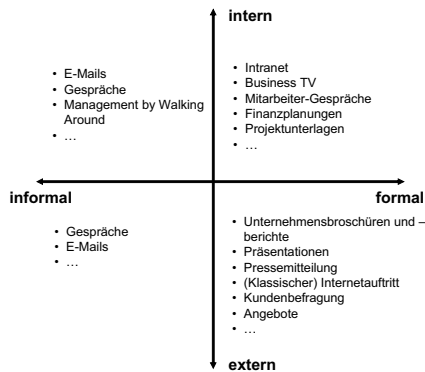 intern
• E-Mails
• Gespräche
• Management by Walking
Around
• …
• Intranet
• Business TV
• Mitarbeiter-Gespräche
• Finanzplanungen
• Projektunterlagen
• …
informal
formal
• Gespräche
• E-Mails
• …
• Unternehmensbroschüren und –
berichte
• Präsentationen
• Pressemitteilung
• (Klassischer) Internetauftritt
• Kundenbefragung
• Angebote
• …
extern